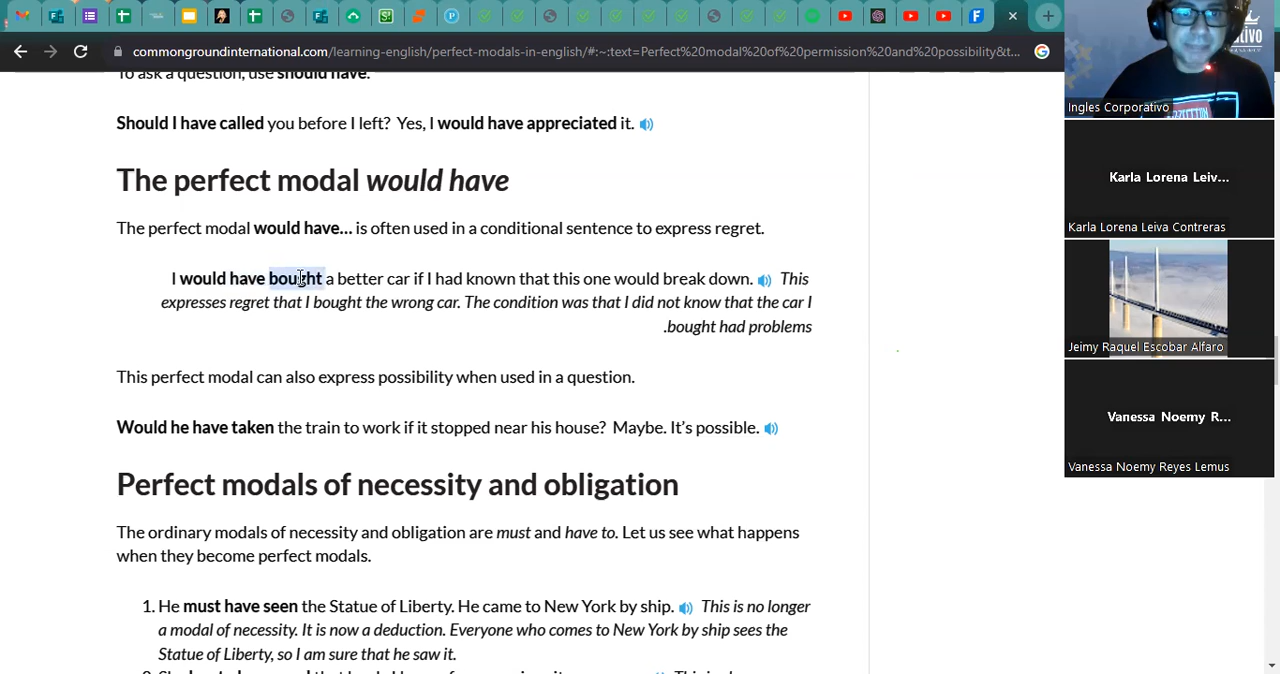 commongroundinternational.com/learning-english/perfect-modals-in-english/#:~:text=Perfect%20modal%20of%20permission%20and%20possibility&t...
To ask a question, use should have.
Should I have called you before I left? Yes, I would have appreciated it.
The perfect modal would have
The perfect modal would have… is often used in a conditional sentence to express regret.
I would have bought a better car if I had known that this one would break down. This
expresses regret that I bought the wrong car. The condition was that I did not know that the car I
.bought had problems
This perfect modal can also express possibility when used in a question.
Would he have taken the train to work if it stopped near his house? Maybe. It’s possible.
Perfect modals of necessity and obligation
The ordinary modals of necessity and obligation are must and have to. Let us see what happens
when they become perfect modals.
1. He must have seen the Statue of Liberty. He came to New York by ship. This is no longer
a modal of necessity. It is now a deduction. Everyone who comes to New York by ship sees the
Statue of Liberty, so I am sure that he saw it.
Ingles Corporativo
Karla Lorena Leiv...
Karla Lorena Leiva Contreras
Jeimy Raquel Escobar Alfaro
Vanessa Noemy R...
Vanessa Noemy Reyes Lemus